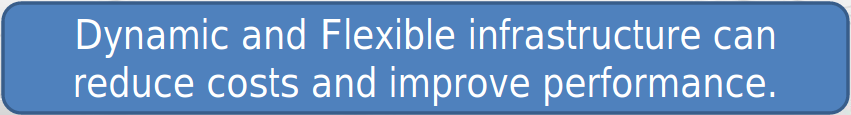 Dynamic and Flexible infrastructure can
reduce costs and improve performance.